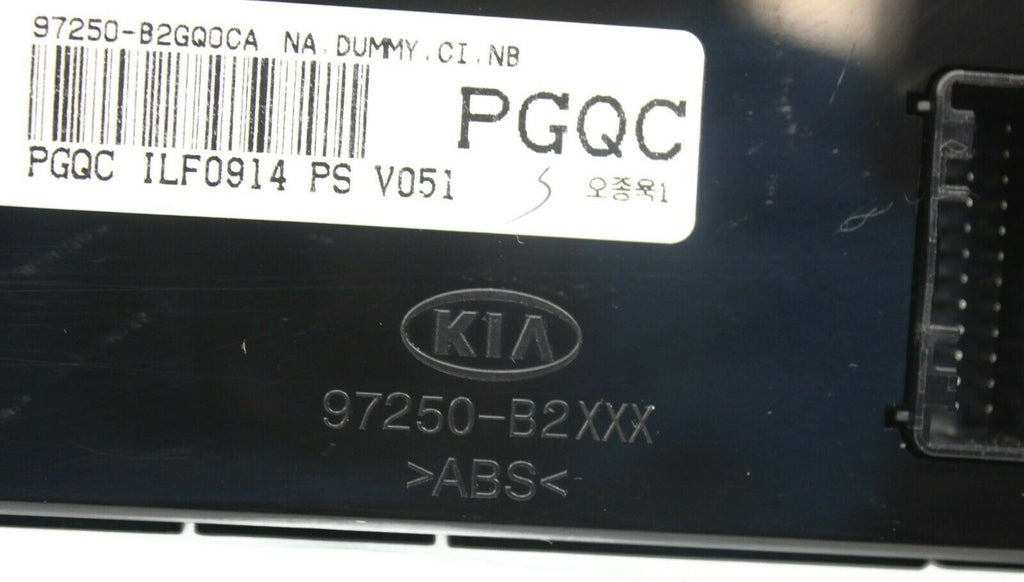 97250-B2GQ0CA NA.DUMMY.CI.NB
PGQC
PGQC ILF0914 PS V051
오종욱1
KIA
97250-B2XXX
>ABS<